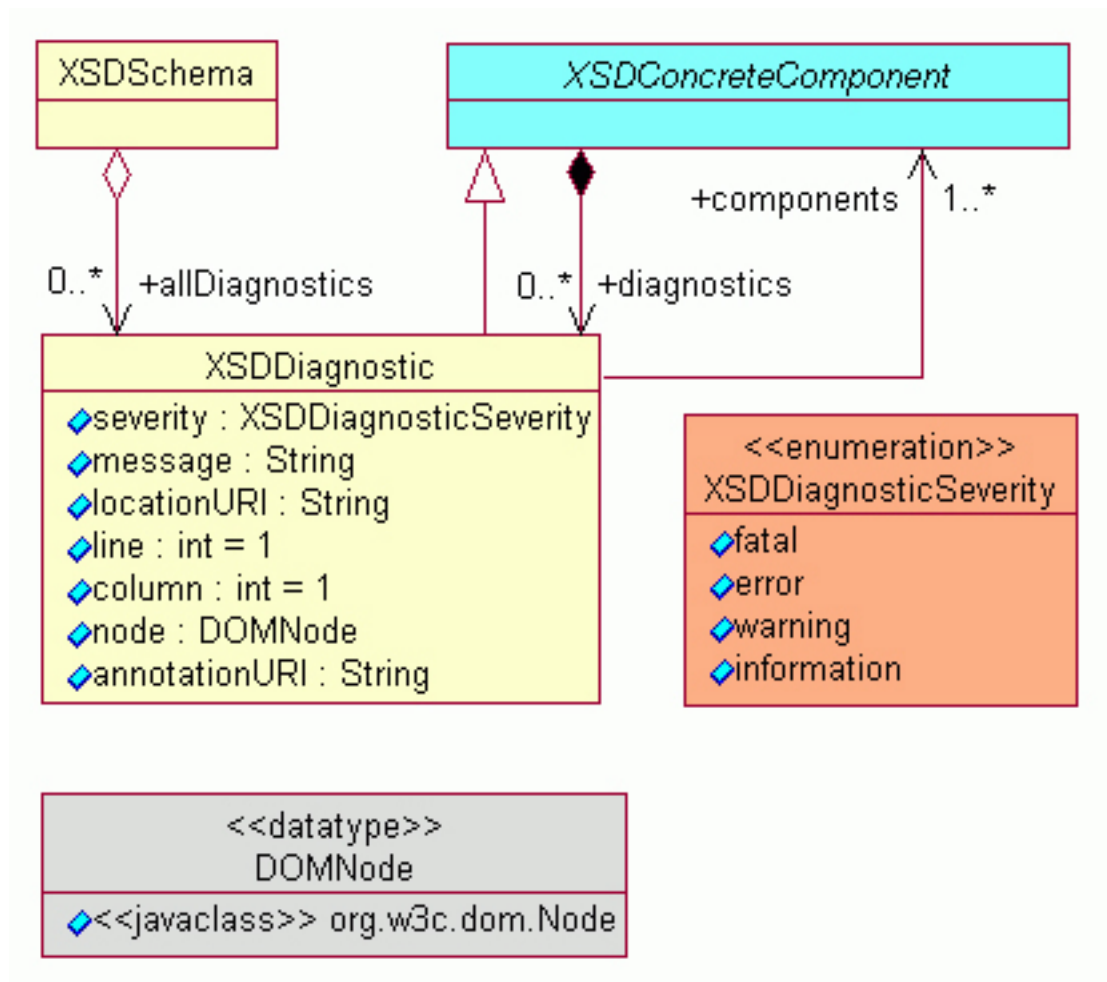 XSDSchema
XSDConcreteComponent
+components 1..*
0..* +allDiagnostics
0..* +diagnostics
XSDDiagnostic
severity : XSDDiagnosticSeverity
message : String
locationURI : String
line : int = 1
column : int = 1
node : DOMNode
annotationURI : String
<<enumeration>>
XSDDiagnosticSeverity
fatal
error
warning
information
<<datatype>>
DOMNode
<<javaclass>> org.w3c.dom.Node